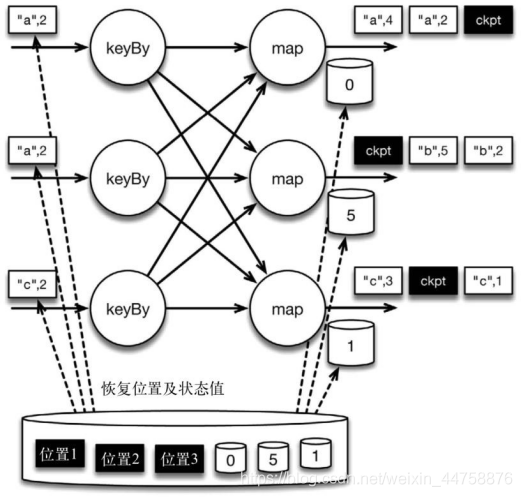 "a",2 keyBy map "a",4 "a",2 ckpt
0
"a",2 keyBy map ckpt "b",5 "b",2
5
"c",2 keyBy map "c",3 ckpt "c",1
1
恢复位置及状态值
位置1 位置2 位置3 0 5 1
https://blog.csdn.net/weixin_44758876